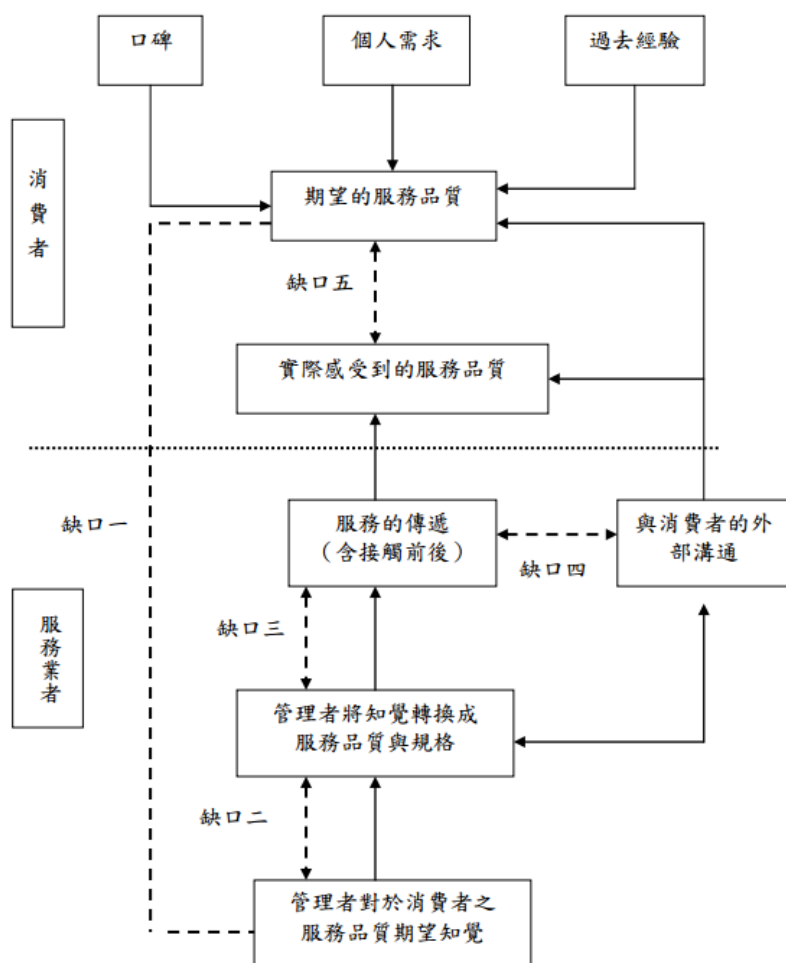 口碑
個人需求
過去經驗
消費者
期望的服務品質
缺口五
實際感受到的服務品質
缺口一
服務的傳遞
（含接觸前後）
與消費者的外
部溝通
缺口四
服務業者
缺口三
管理者將知覺轉換成
服務品質與規格
缺口二
管理者對於消費者之
服務品質期望知覺